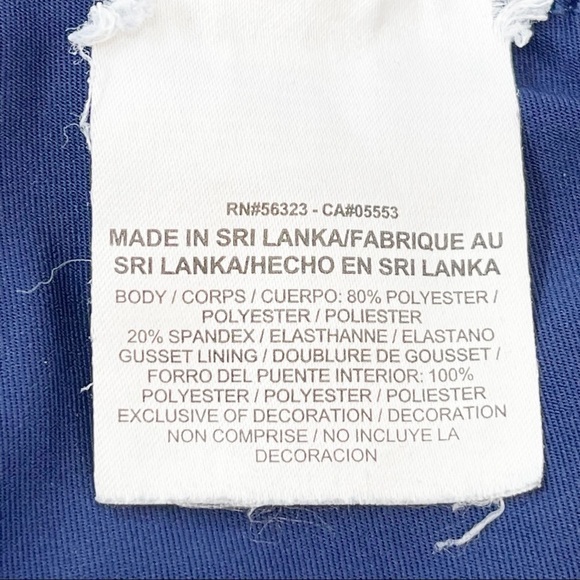 RN#56323 - CA#05553
MADE IN SRI LANKA/FABRIQUE AU
SRI LANKA/HECHO EN SRI LANKA
BODY / CORPS / CUERPO: 80% POLYESTER /
POLYESTER / POLIESTER
20% SPANDEX / ELASTHANNE / ELASTANO
GUSSET LINING / DOUBLURE DE GOUSSET /
FORRO DEL PUENTE INTERIOR: 100%
POLYESTER / POLYESTER / POLIESTER
EXCLUSIVE OF DECORATION / DECORATION
NON COMPRISE / NO INCLUYE LA
DECORACION